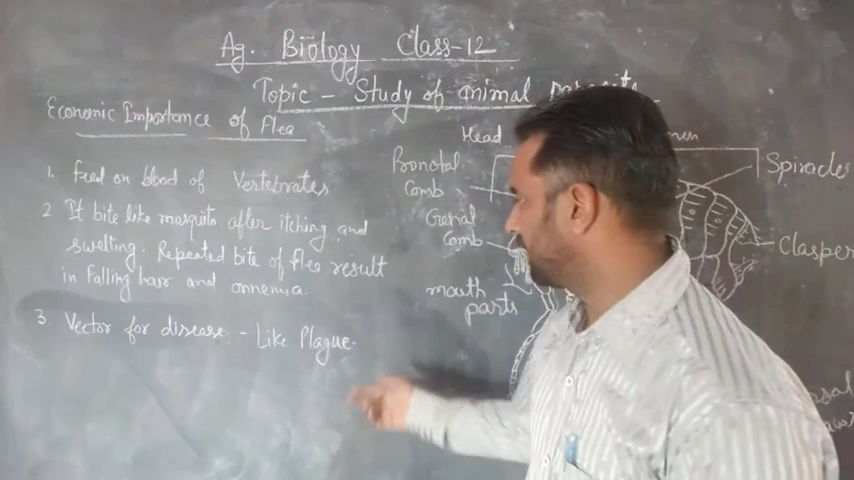 Ag. Biology Class-12
Topic - Study of animal
Economic Importance of Flea
1. Feed on blood of Vertebrates
2 It bite like mosquito after itching and
swelling. Repeated bite of flea result
in falling hair and annemia.
3 Vector for disease:- Like Plague.
Head
Pronotal
Comb
Genal
Comb
mouth
parts
Spiracles
Clasper